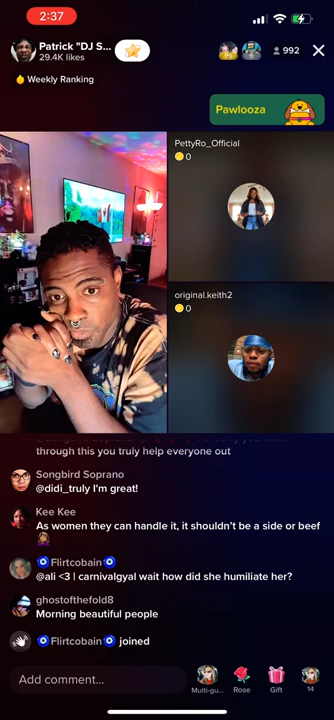 2:37
Patrick "DJ S...
29.4K likes
992
Weekly Ranking
Pawlooza
PettyRo_Official
0
original.keith2
0
through this you truly help everyone out
Songbird Soprano
@didi_truly I'm great!
Kee Kee
As women they can handle it, it shouldn't be a side or beef
Flirtcobain
@ali <3 | carnivalgyal wait how did she humiliate her?
ghostofthefold8
Morning beautiful people
Flirtcobain joined
Add comment...
Multi-gu...
Rose
Gift
14